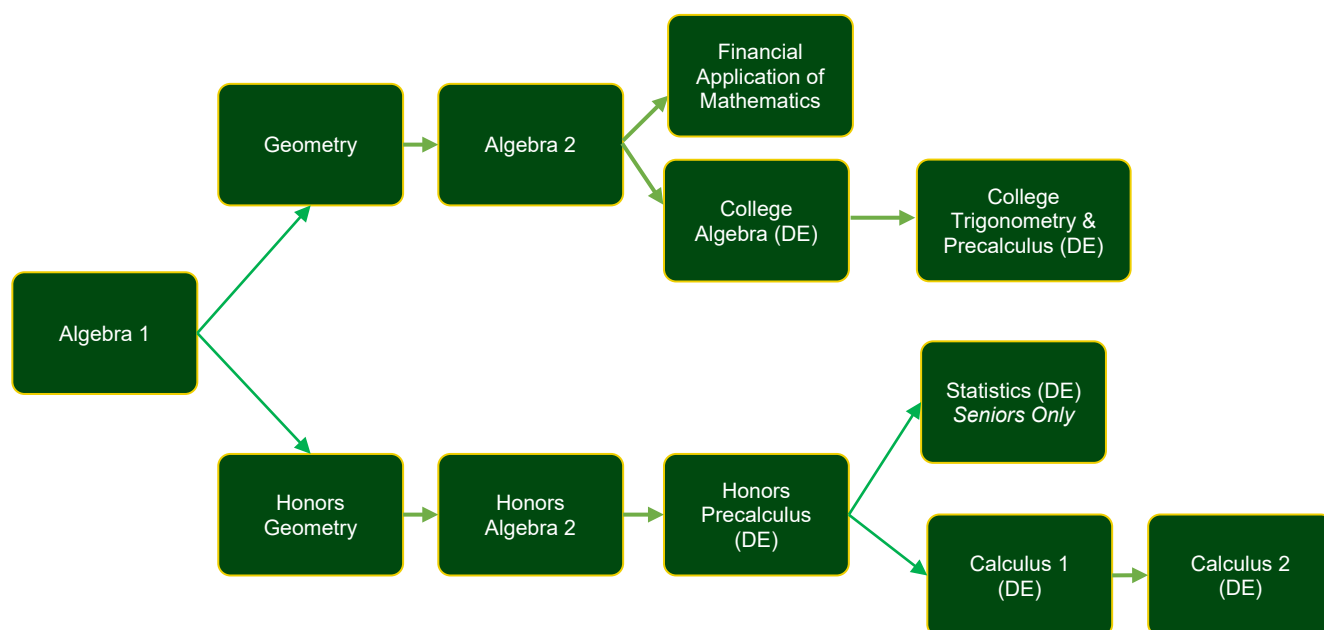 Financial
Application of
Mathematics
Geometry
Algebra 2
College
Algebra (DE)
College
Trigonometry &
Precalculus (DE)
Algebra 1
Statistics (DE)
Seniors Only
Honors
Geometry
Honors
Algebra 2
Honors
Precalculus
(DE)
Calculus 1
(DE)
Calculus 2
(DE)